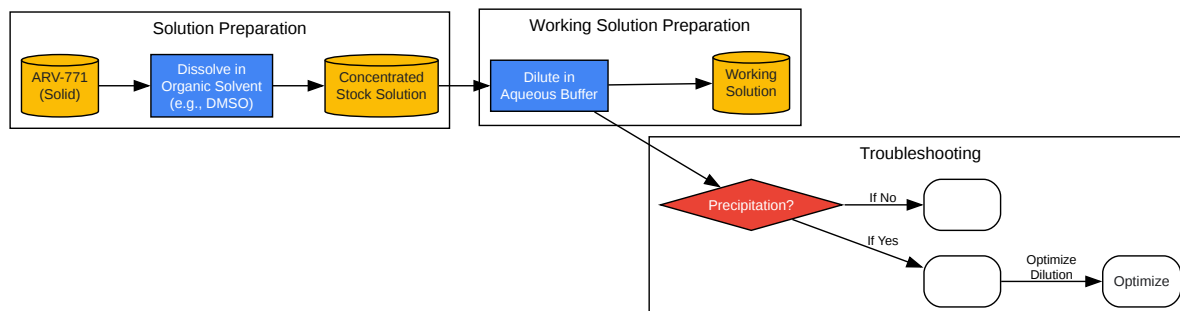 Solution Preparation
ARV-771
(Solid)
Dissolve in
Organic Solvent
(e.g., DMSO)
Concentrated
Stock Solution
Working Solution Preparation
Dilute in
Aqueous Buffer
Working
Solution
Troubleshooting
Precipitation?
If No
If Yes
Optimize
Dilution
Optimize